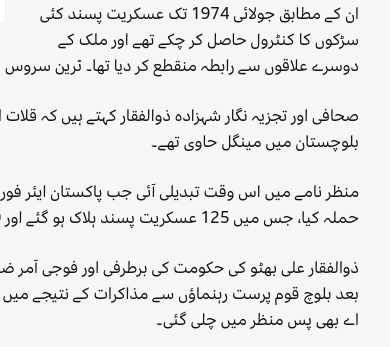 ان کے مطابق جولائی 1974 تک عسکریت پسند کئی
سڑکوں کا کنٹرول حاصل کر چکے تھے اور ملک کے
دوسرے علاقوں سے رابطہ منقطع کر دیا تھا۔ ٹرین سروس
صحافی اور تجزیہ نگار شہزادہ ذوالفقار کہتے ہیں کہ قلات
بلوچستان میں مینگل حاوی تھے۔
منظر نامے میں اس وقت تبدیلی آئی جب پاکستان ایئر فور
حملہ کیا، جس میں 125 عسکریت پسند ہلاک ہو گئے اور
ذوالفقار علی بھٹو کی حکومت کی برطرفی اور فوجی آمر ض
بعد بلوچ قوم پرست رہنماؤں سے مذاکرات کے نتیجے میں
اے بھی پس منظر میں چلی گئی۔